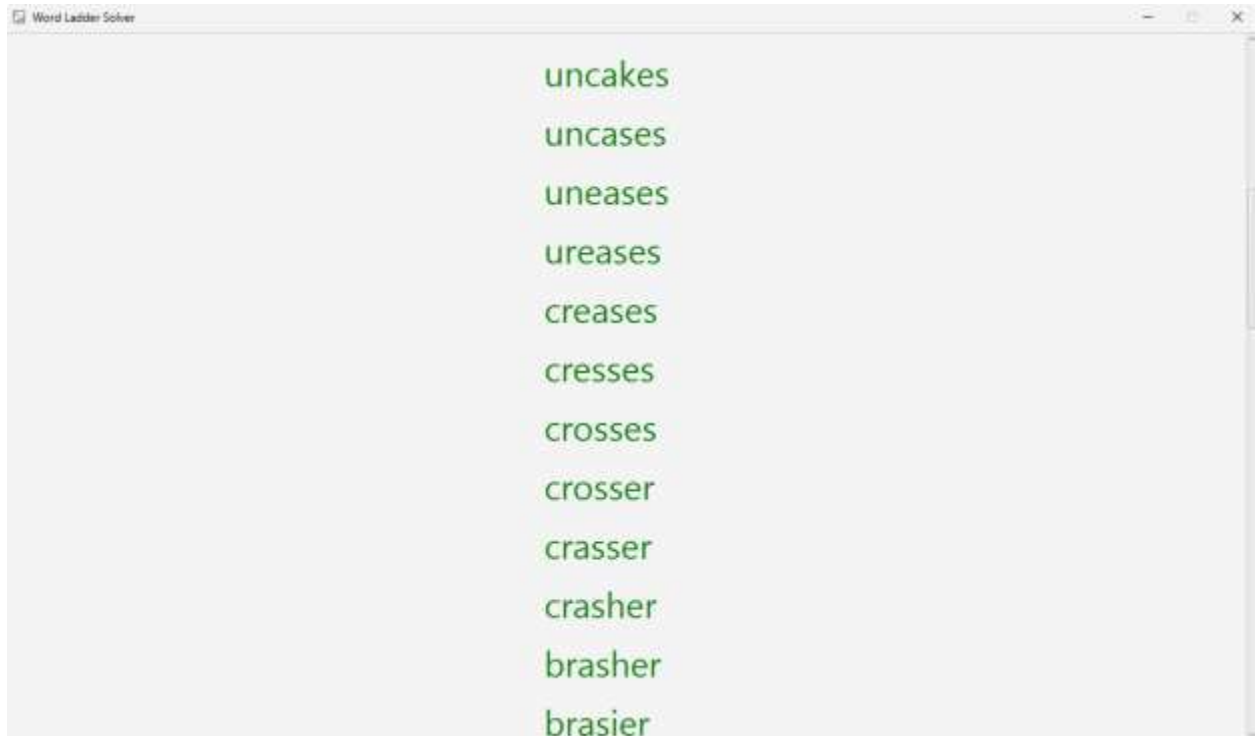 Word Ladder Solver
uncakes
uncases
uneases
ureases
creases
cresses
crosses
crosser
crasser
crasher
brasher
brasier